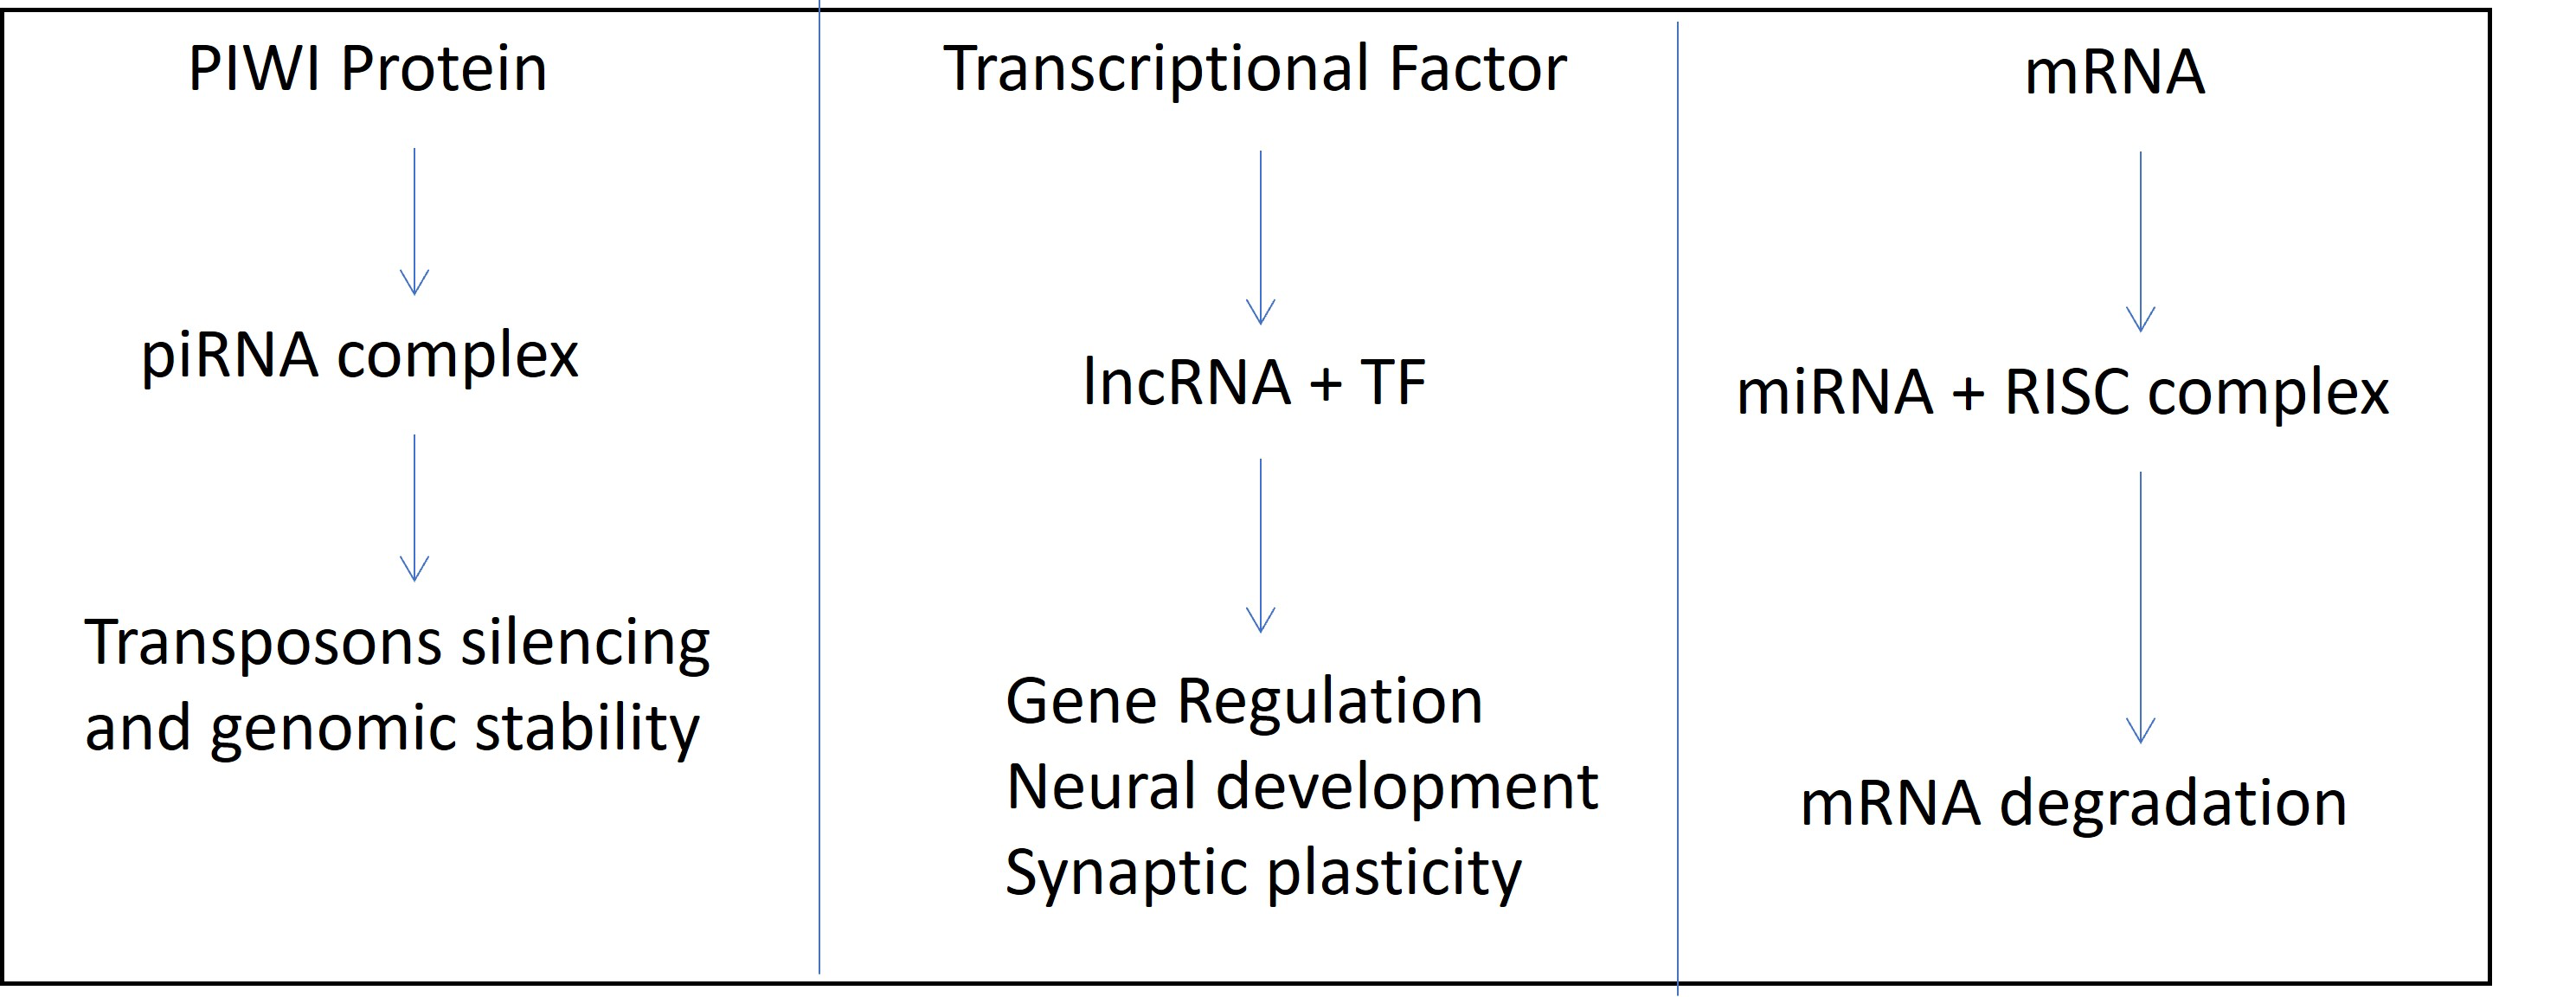 PIWI Protein
piRNA complex
Transposons silencing
and genomic stability
Transcriptional Factor
lncRNA + TF
Gene Regulation
Neural development
Synaptic plasticity
mRNA
miRNA + RISC complex
mRNA degradation